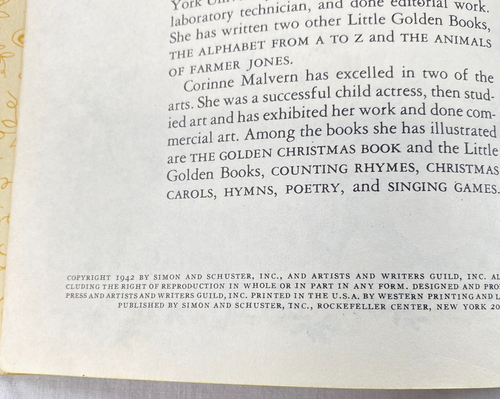 York Univ
laboratory technician, and done editorial work.
She has written two other Little Golden Books,
THE ALPHABET FROM A TO Z and THE ANIMALS
OF FARMER JONES.
Corinne Malvern has excelled in two of the
arts. She was a successful child actress, then stud-
ied art and has exhibited her work and done com-
mercial art. Among the books she has illustrated
are THE GOLDEN CHRISTMAS BOOK and the Little
Golden Books, COUNTING RHYMES, CHRISTMAS
CAROLS, HYMNS, POETRY, and SINGING GAMES.
COPYRIGHT 1942 BY SIMON AND SCHUSTER, INC., AND ARTISTS AND WRITERS GUILD, INC. AL
CLUDING THE RIGHT OF REPRODUCTION IN WHOLE OR IN PART IN ANY FORM. DESIGNED AND PRO
PRESS AND ARTISTS AND WRITERS GUILD, INC. PRINTED IN THE U.S.A. BY WESTERN PRINTING AND L
PUBLISHED BY SIMON AND SCHUSTER, INC., ROCKEFELLER CENTER, NEW YORK 20